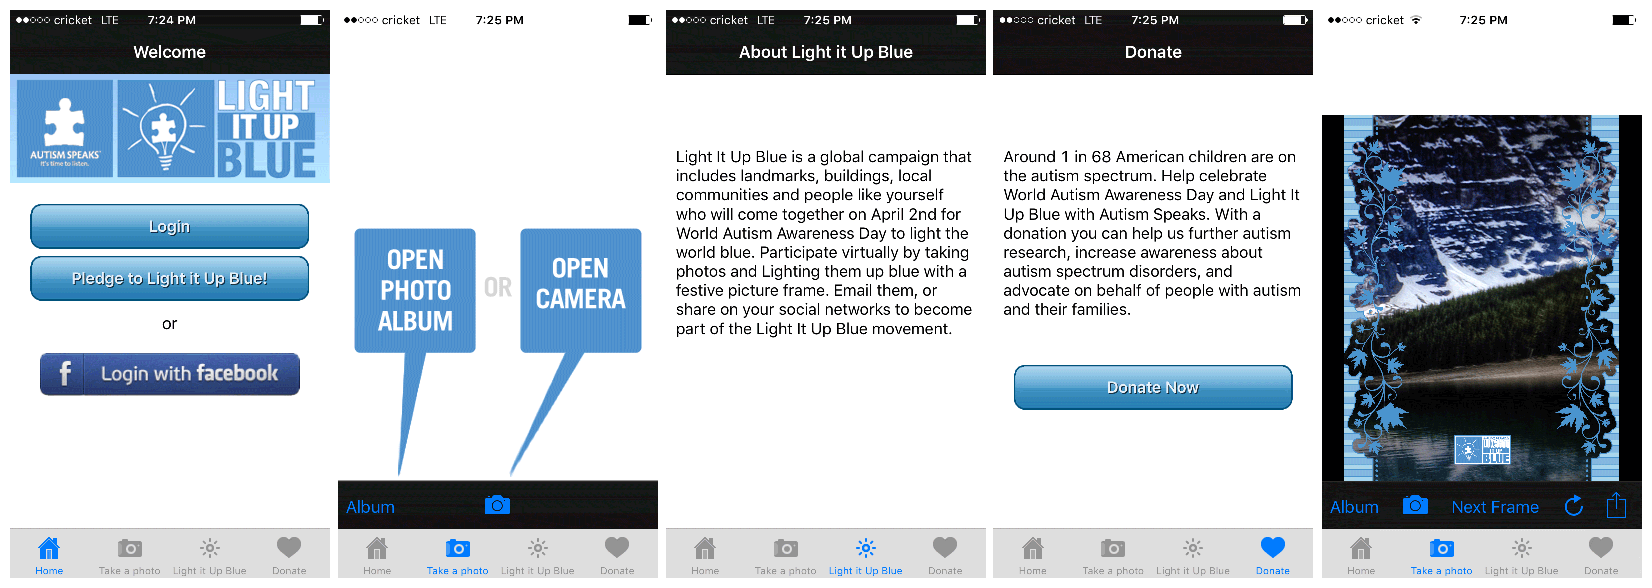 cricket LTE 7:24 PM
Welcome
AUTISM SPEAKS
It's time to listen.
LIGHT
IT UP
BLUE
Login
Pledge to Light it Up Blue!
or
f Login with facebook
Home Take a photo Light it Up Blue Donate
cricket LTE 7:25 PM
OPEN
PHOTO
ALBUM
OR
OPEN
CAMERA
Album
Home Take a photo Light it Up Blue Donate
cricket LTE 7:25 PM
About Light it Up Blue
Light It Up Blue is a global campaign that
includes landmarks, buildings, local
communities and people like yourself
who will come together on April 2nd for
World Autism Awareness Day to light the
world blue. Participate virtually by taking
photos and Lighting them up blue with a
festive picture frame. Email them, or
share on your social networks to become
part of the Light It Up Blue movement.
Home Take a photo Light it Up Blue Donate
cricket LTE 7:25 PM
Donate
Around 1 in 68 American children are on
the autism spectrum. Help celebrate
World Autism Awareness Day and Light It
Up Blue with Autism Speaks. With a
donation you can help us further autism
research, increase awareness about
autism spectrum disorders, and
advocate on behalf of people with autism
and their families.
Donate Now
Home Take a photo Light it Up Blue Donate
cricket 7:25 PM
LIGHT
IT UP
BLUE
Album Next Frame
Home Take a photo Light it Up Blue Donate